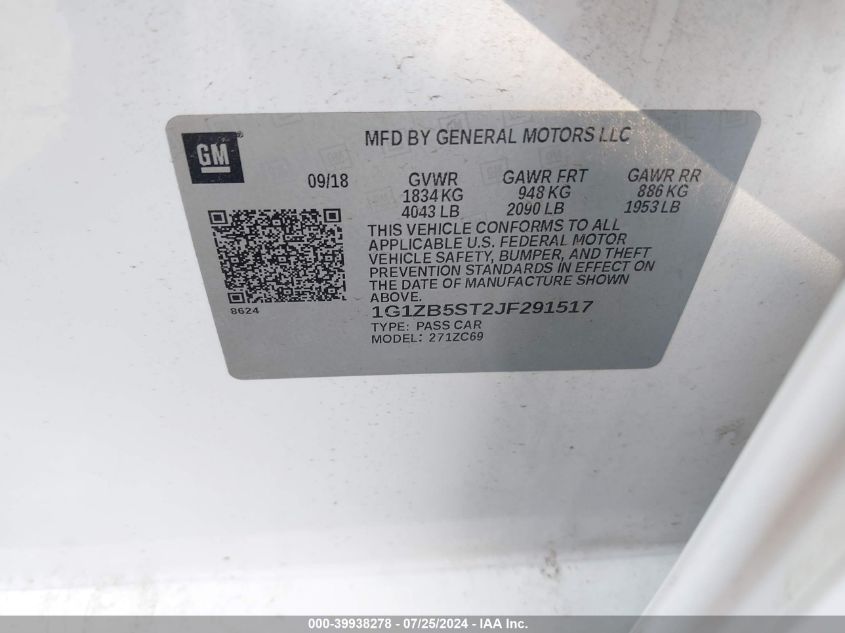 GM
MFD BY GENERAL MOTORS LLC
09/18 GVWR GAWR FRT GAWR RR
1834 KG 948 KG 886 KG
4043 LB 2090 LB 1953 LB
THIS VEHICLE CONFORMS TO ALL
APPLICABLE U.S. FEDERAL MOTOR
VEHICLE SAFETY, BUMPER, AND THEFT
PREVENTION STANDARDS IN EFFECT ON
THE DATE OF MANUFACTURE SHOWN
ABOVE.
8624
1G1ZB5ST2JF291517
TYPE: PASS CAR
MODEL: 271ZC69
000-39938278 - 07/25/2024 - IAA Inc.